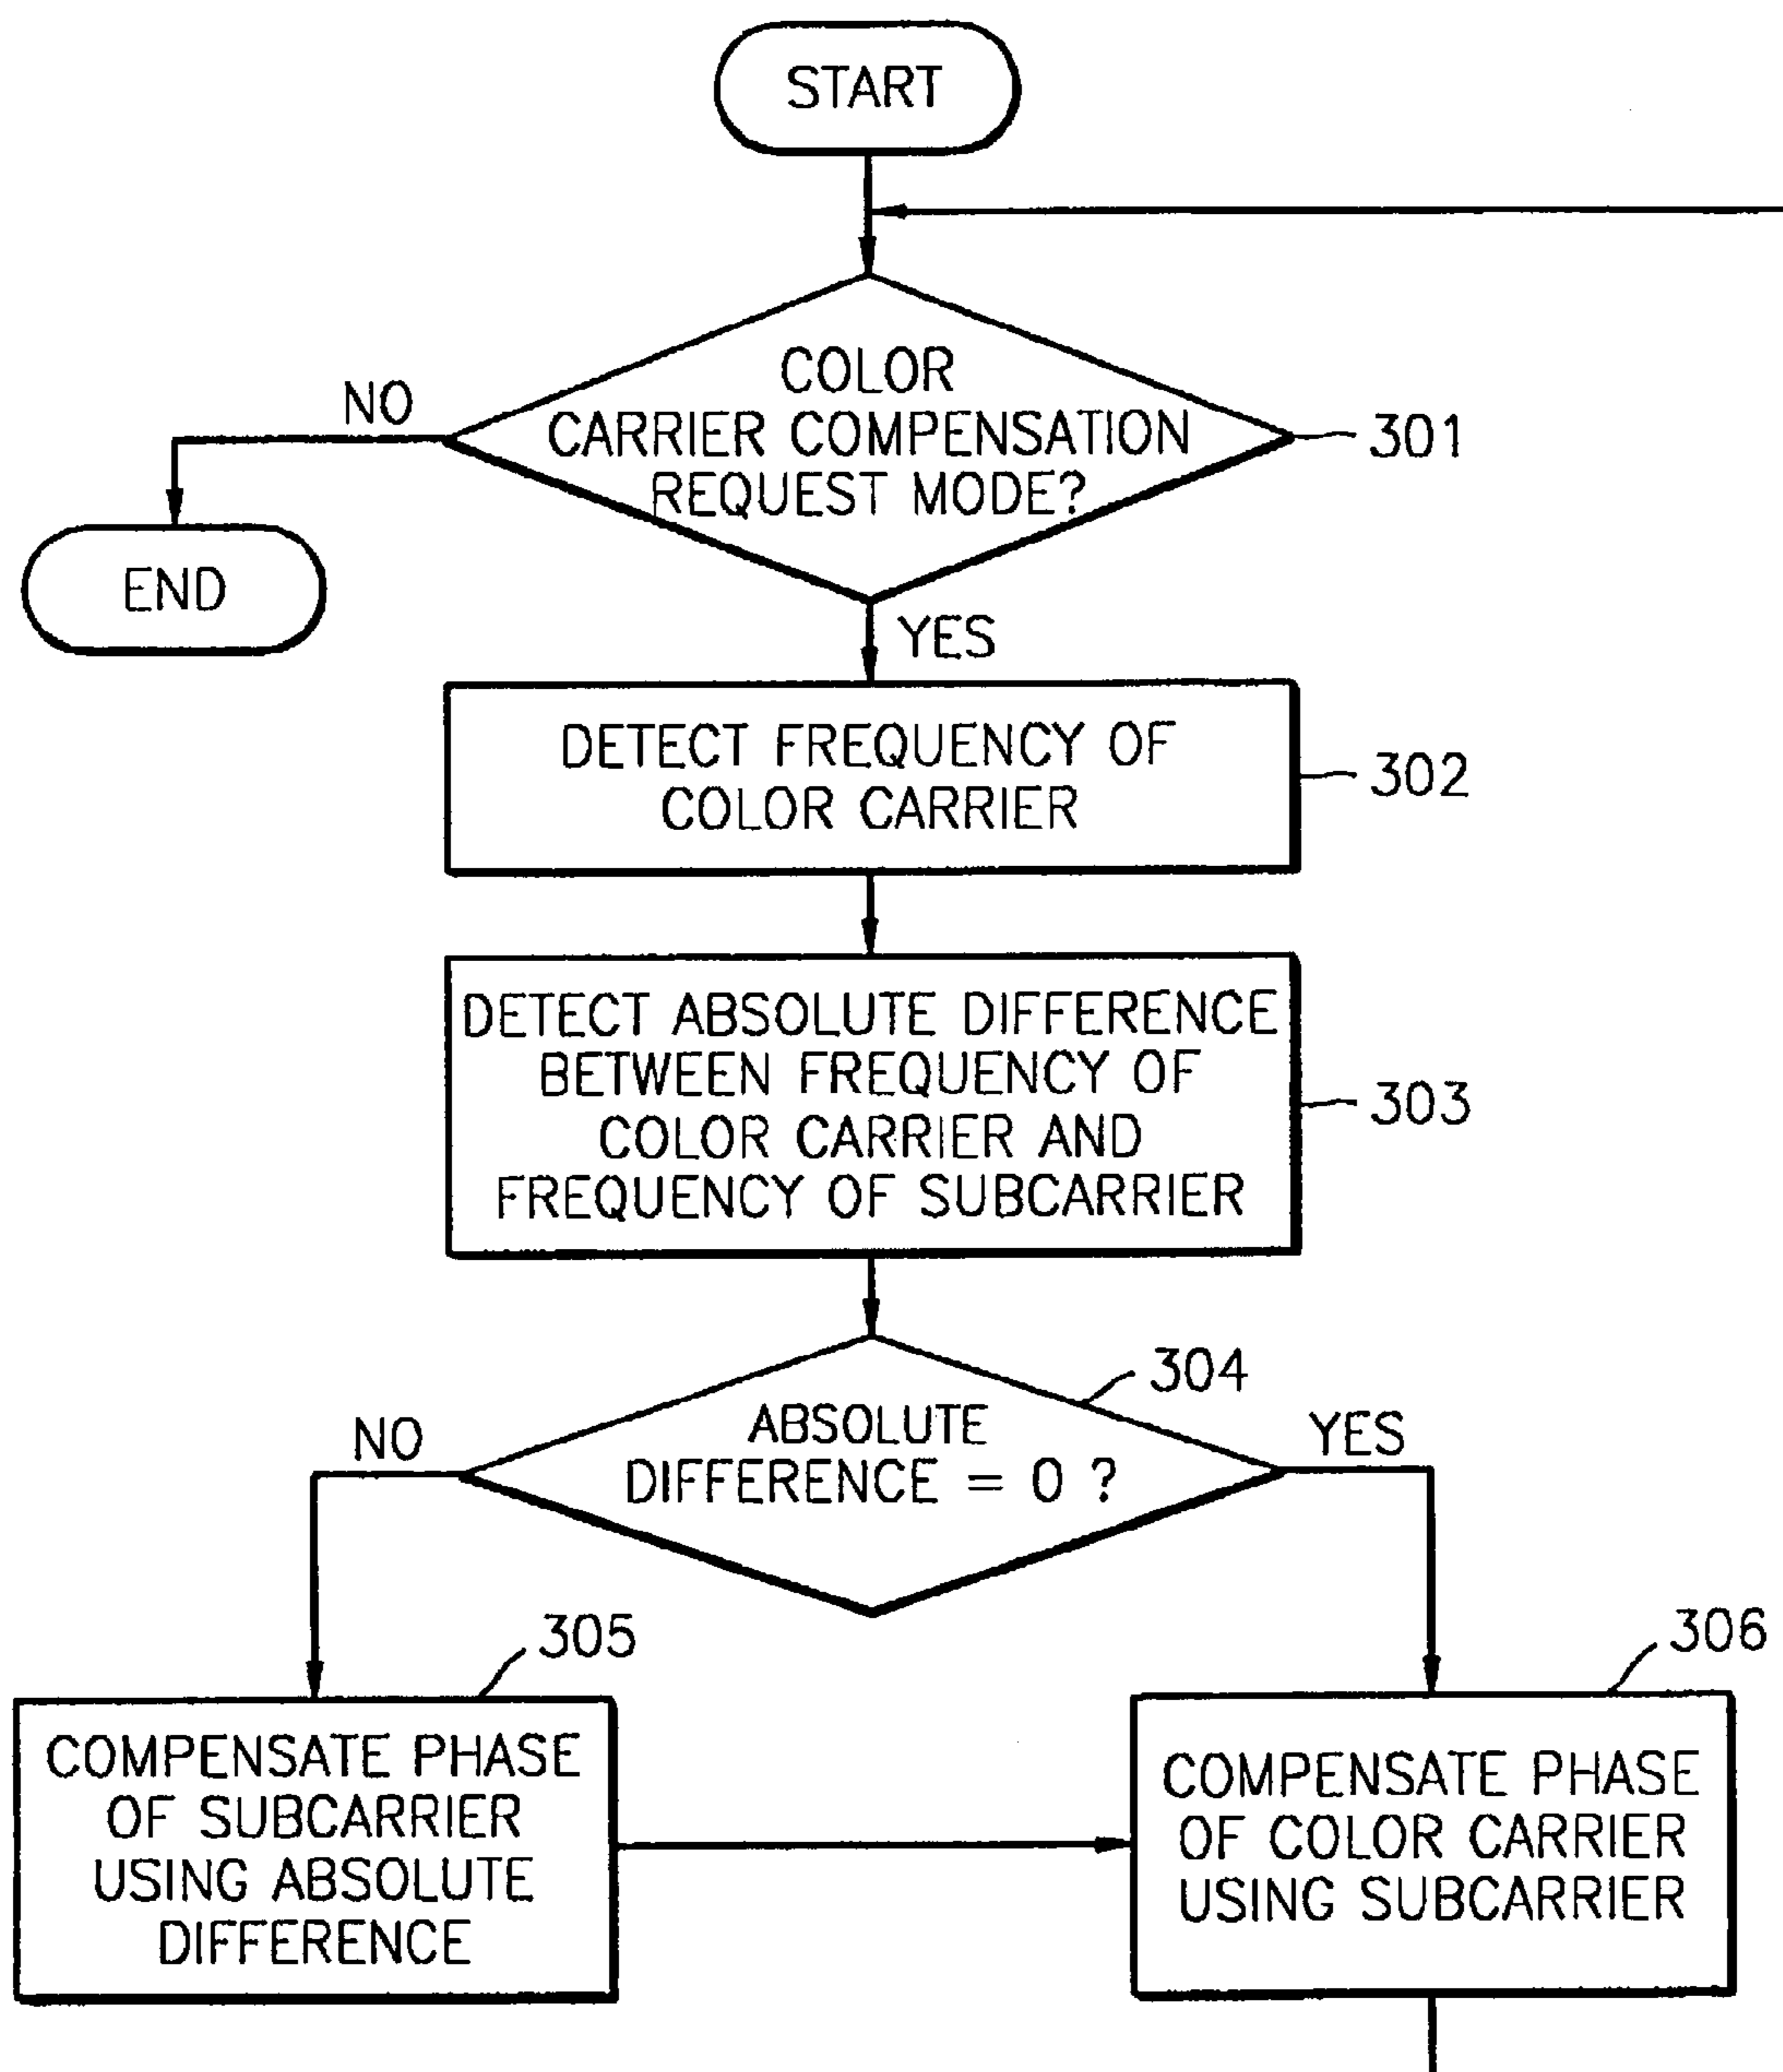 START
COLOR
CARRIER COMPENSATION
REQUEST MODE?
301
NO
END
YES
DETECT FREQUENCY OF
COLOR CARRIER
302
DETECT ABSOLUTE DIFFERENCE
BETWEEN FREQUENCY OF
COLOR CARRIER AND
FREQUENCY OF SUBCARRIER
303
304
ABSOLUTE
DIFFERENCE = 0 ?
NO
YES
305
COMPENSATE PHASE
OF SUBCARRIER
USING ABSOLUTE
DIFFERENCE
306
COMPENSATE PHASE
OF COLOR CARRIER
USING SUBCARRIER